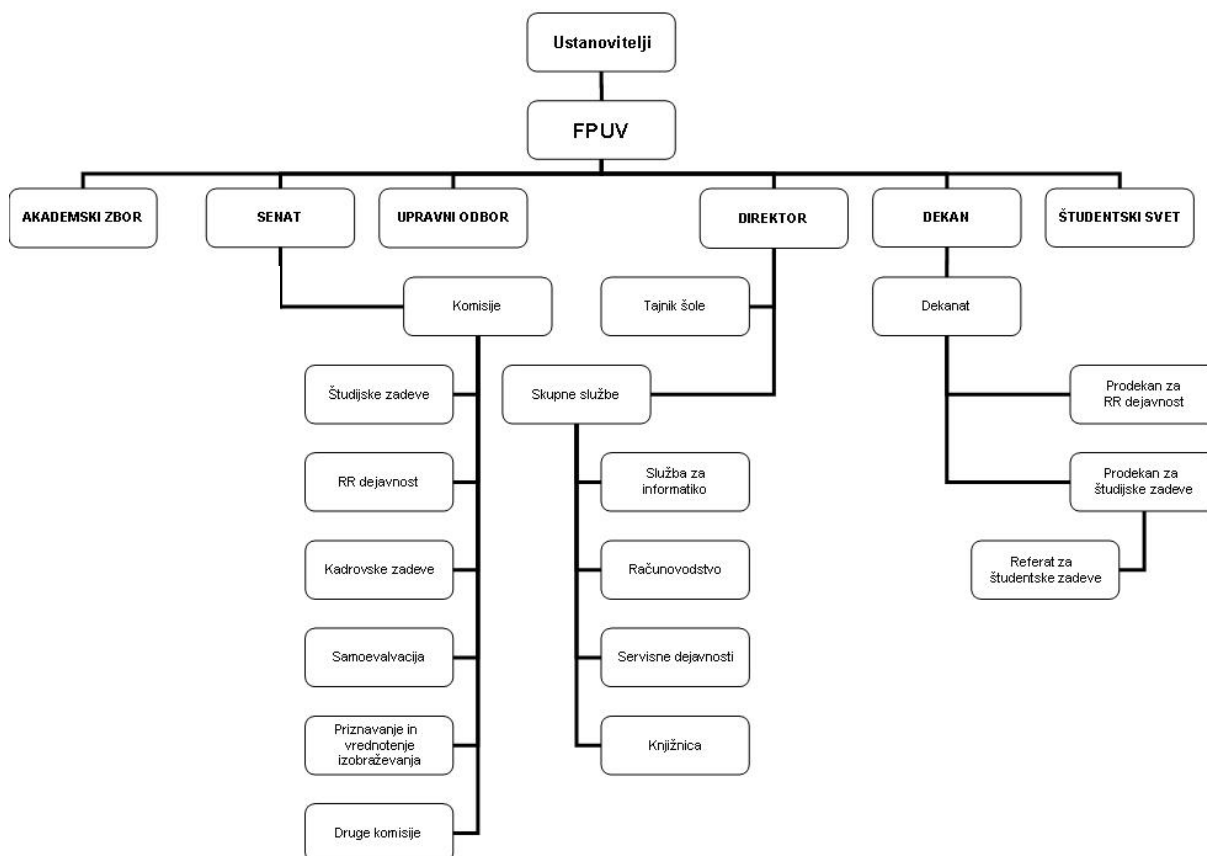 Ustanovitelji
FPUV
AKADEMSKI ZBOR
SENAT
UPRAVNI ODBOR
DIREKTOR
DEKAN
ŠTUDENTSKI SVET
Komisije
Tajnik šole
Dekanat
Študijske zadeve
Skupne službe
Prodekan za
RR dejavnost
RR dejavnost
Služba za
informatiko
Prodekan za
študijske zadeve
Kadrovske zadeve
Računovodstvo
Referat za
študentske zadeve
Samoevalvacija
Servisne dejavnosti
Priznavanje in
vrednotenje
izobraževanja
Knjižnica
Druge komisije